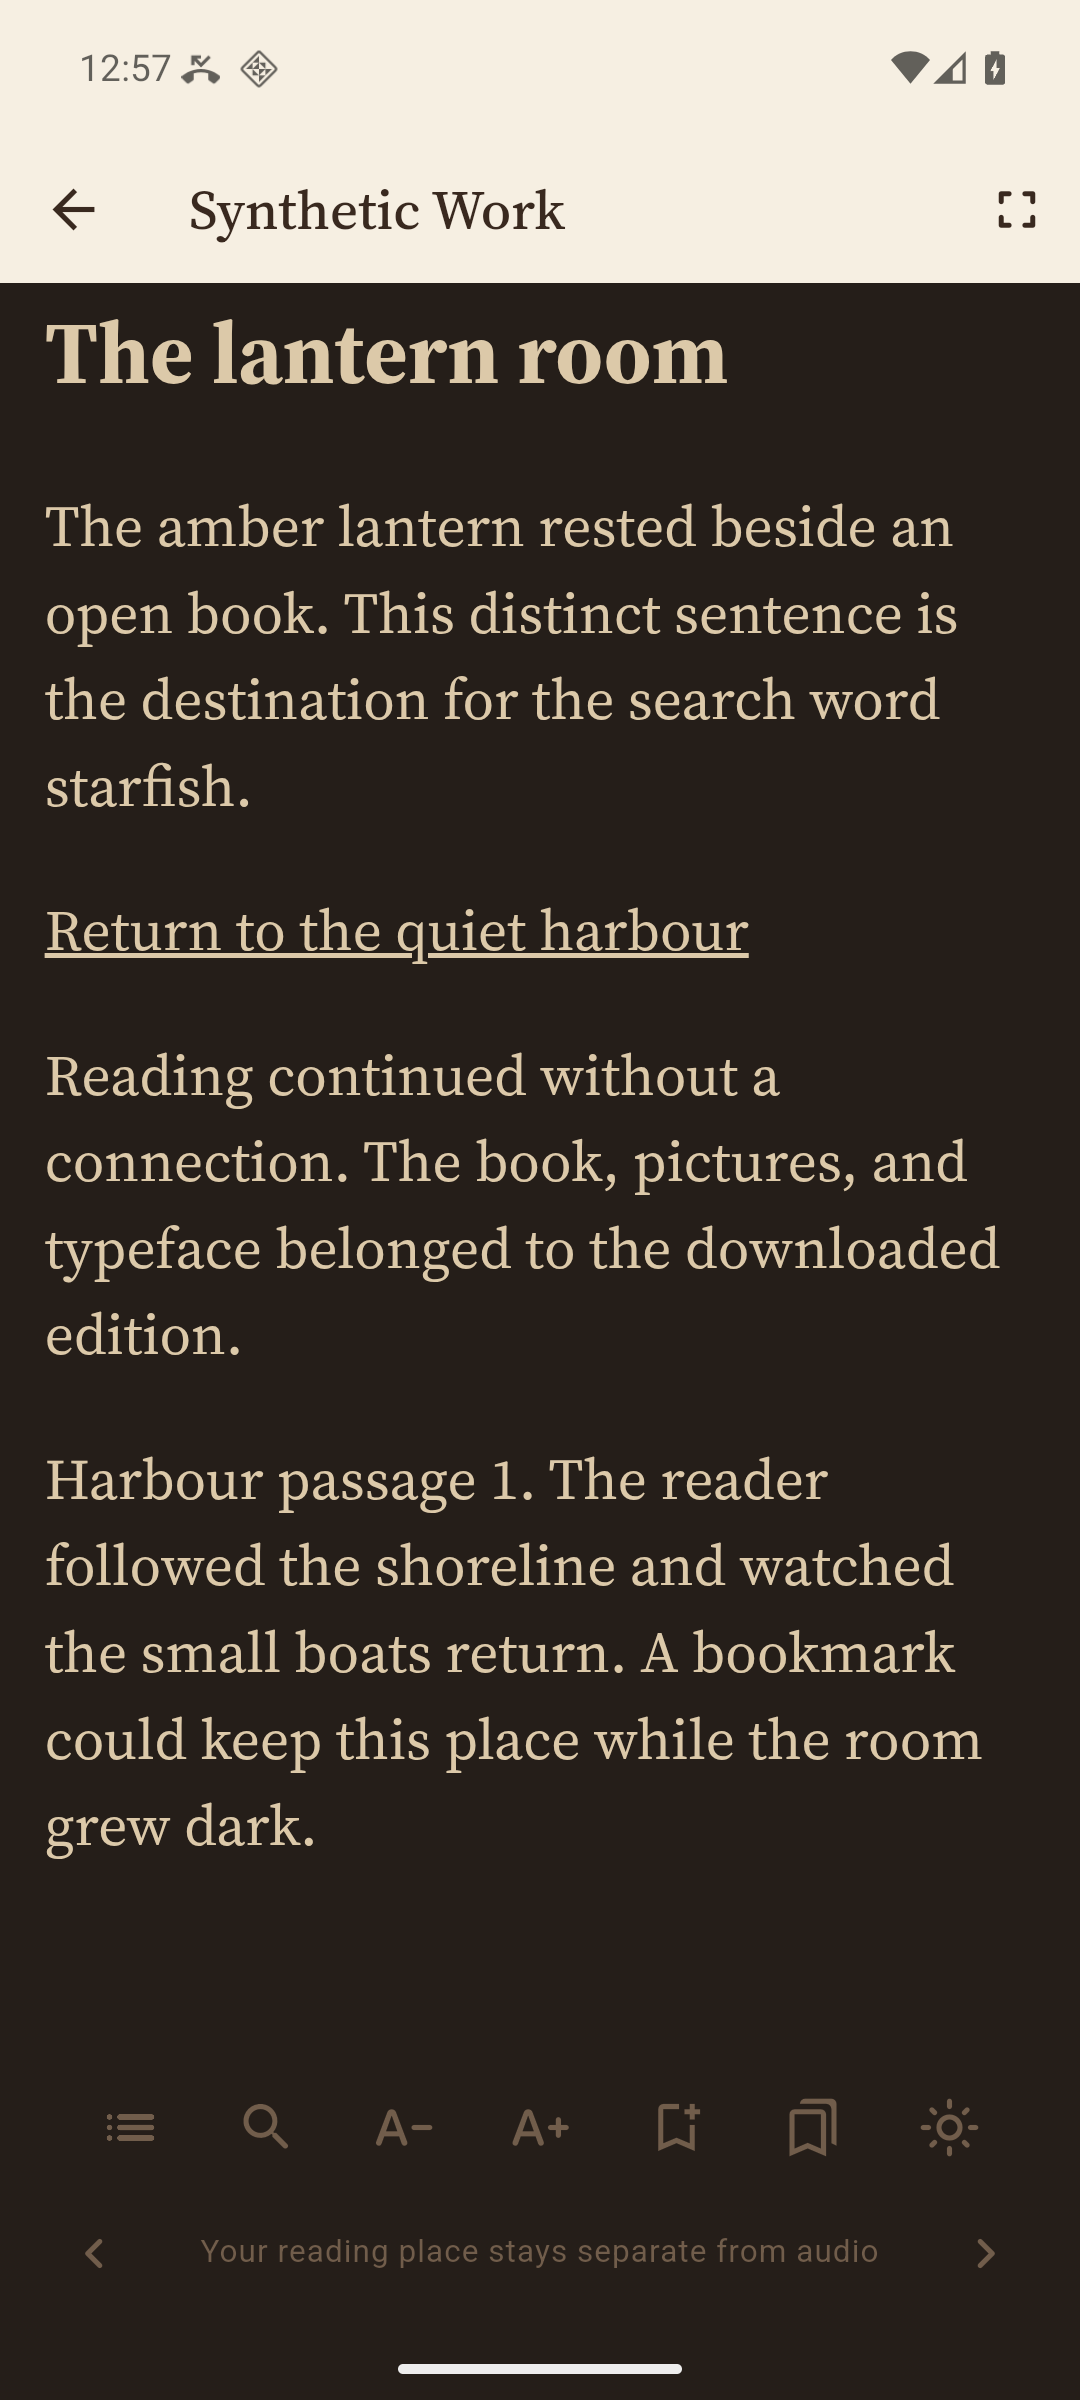 12:57
Synthetic Work
The lantern room
The amber lantern rested beside an
open book. This distinct sentence is
the destination for the search word
starfish.
Return to the quiet harbour
Reading continued without a
connection. The book, pictures, and
typeface belonged to the downloaded
edition.
Harbour passage 1. The reader
followed the shoreline and watched
the small boats return. A bookmark
could keep this place while the room
grew dark.
A- A+
Your reading place stays separate from audio